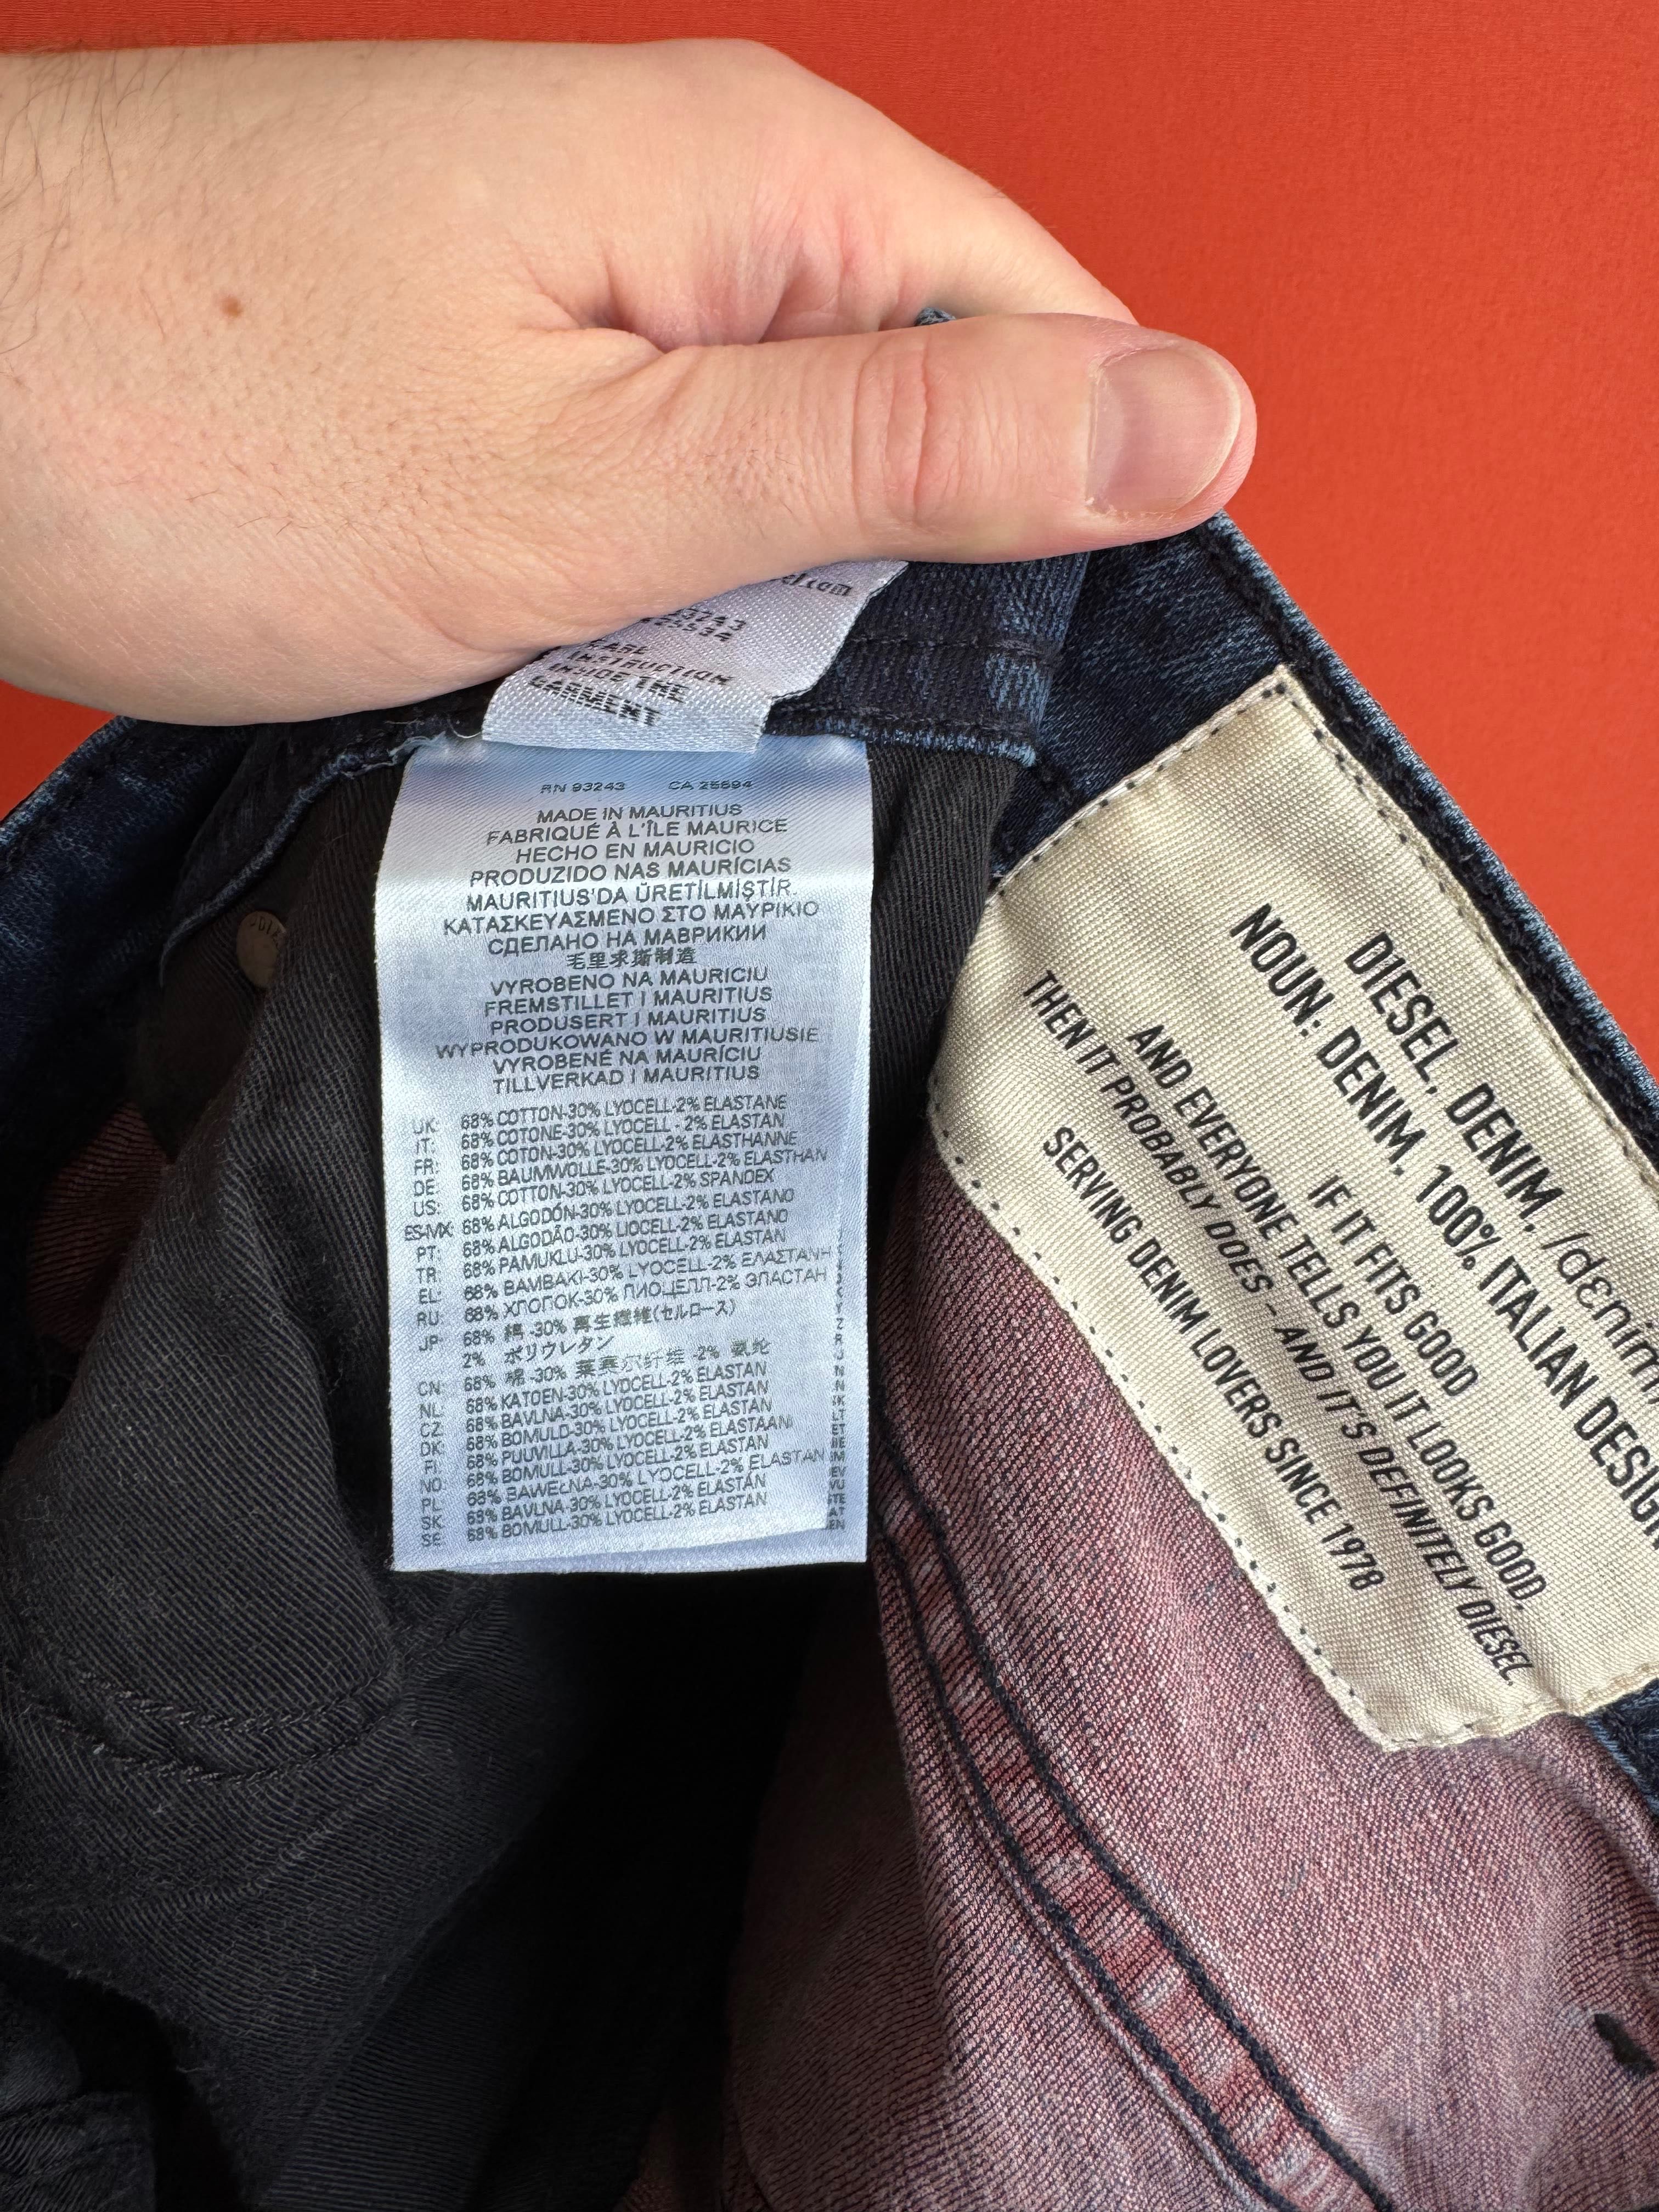 93243
INSTRUCTION
INSIDE THE
GARMENT
RN 93243 CA 25594
MADE IN MAURITIUS
FABRIQUÉ À L'ÎLE MAURICE
HECHO EN MAURICIO
PRODUZIDO NAS MAURÍCIAS
MAURITIUS'DA ÜRETİLMİŞTİR.
ΚΑΤΑΣΚΕΥΑΣΜΕΝΟ ΣΤΟ ΜΑΥΡΙΚΙΟ
СДЕЛАНО НА МАВРИКИИ
毛里求斯制造
VYROBENO NA MAURICIU
FREMSTILLET I MAURITIUS
PRODUSERT I MAURITIUS
WYPRODUKOWANO W MAURITIUSIE
VYROBENÉ NA MAURÍCIU
TILLVERKAD I MAURITIUS
UK: 68% COTTON-30% LYOCELL-2% ELASTANE
IT: 68% COTONE-30% LYOCELL - 2% ELASTAN
FR: 68% COTON-30% LYOCELL-2% ELASTHANNE
DE: 68% BAUMWOLLE-30% LYOCELL-2% ELASTHAN
US: 68% COTTON-30% LYOCELL-2% SPANDEX
ES-MX: 68% ALGODÓN-30% LYOCELL-2% ELASTANO
PT: 68% ALGODÃO-30% LIOCELL-2% ELASTANO
TR: 68% PAMUKLU-30% LYOCELL-2% ELASTAN
EL: 68% ΒΑΜΒΑΚΙ-30% LYOCELL-2% ΕΛΑΣΤΑΝΗ
RU: 68% ХЛОПОК-30% ЛИОЦЕЛЛ-2% ЭЛАСТАН
JP: 68% 綿 -30% 再生繊維(セルロース)
2% ポリウレタン
CN: 68% 棉 -30% 莱赛尔纤维 -2% 氨纶
NL: 68% KATOEN-30% LYOCELL-2% ELASTAN
CZ: 68% BAVLNA-30% LYOCELL-2% ELASTAN
DK: 68% BOMULD-30% LYOCELL-2% ELASTAN
FI: 68% PUUVILLA-30% LYOCELL-2% ELASTAANI
NO: 68% BOMULL-30% LYOCELL-2% ELASTAN
PL: 68% BAWEŁNA-30% LYOCELL-2% ELASTAN
SK: 68% BAVLNA-30% LYOCELL-2% ELASTAN
SE: 68% BOMULL-30% LYOCELL-2% ELASTAN
DIESEL, DENIM, /dɛnim
NOUN: DENIM. 100% ITALIAN DESIGN
IF IT FITS GOOD
AND EVERYONE TELLS YOU IT LOOKS GOOD,
THEN IT PROBABLY DOES - AND IT'S DEFINITELY DIESEL.
SERVING DENIM LOVERS SINCE 1978